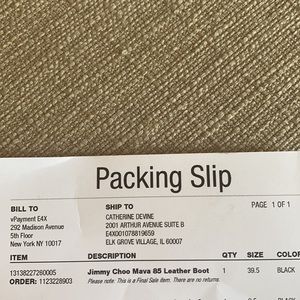 Packing Slip
PAGE 1 OF 1
BILL TO
vPayment E4X
292 Madison Avenue
5th Floor
New York NY 10017
SHIP TO
CATHERINE DEVINE
2001 ARTHUR AVENUE SUITE B
E4X001078819659
ELK GROVE VILLAGE, IL 60007
ITEM DESCRIPTION QTY SIZE COLOR
13138227280005 Jimmy Choo Mava 85 Leather Boot 1 39.5 BLACK
ORDER: 1123228903 Please note: This is a Final Sale item. There are no returns.
BLACK